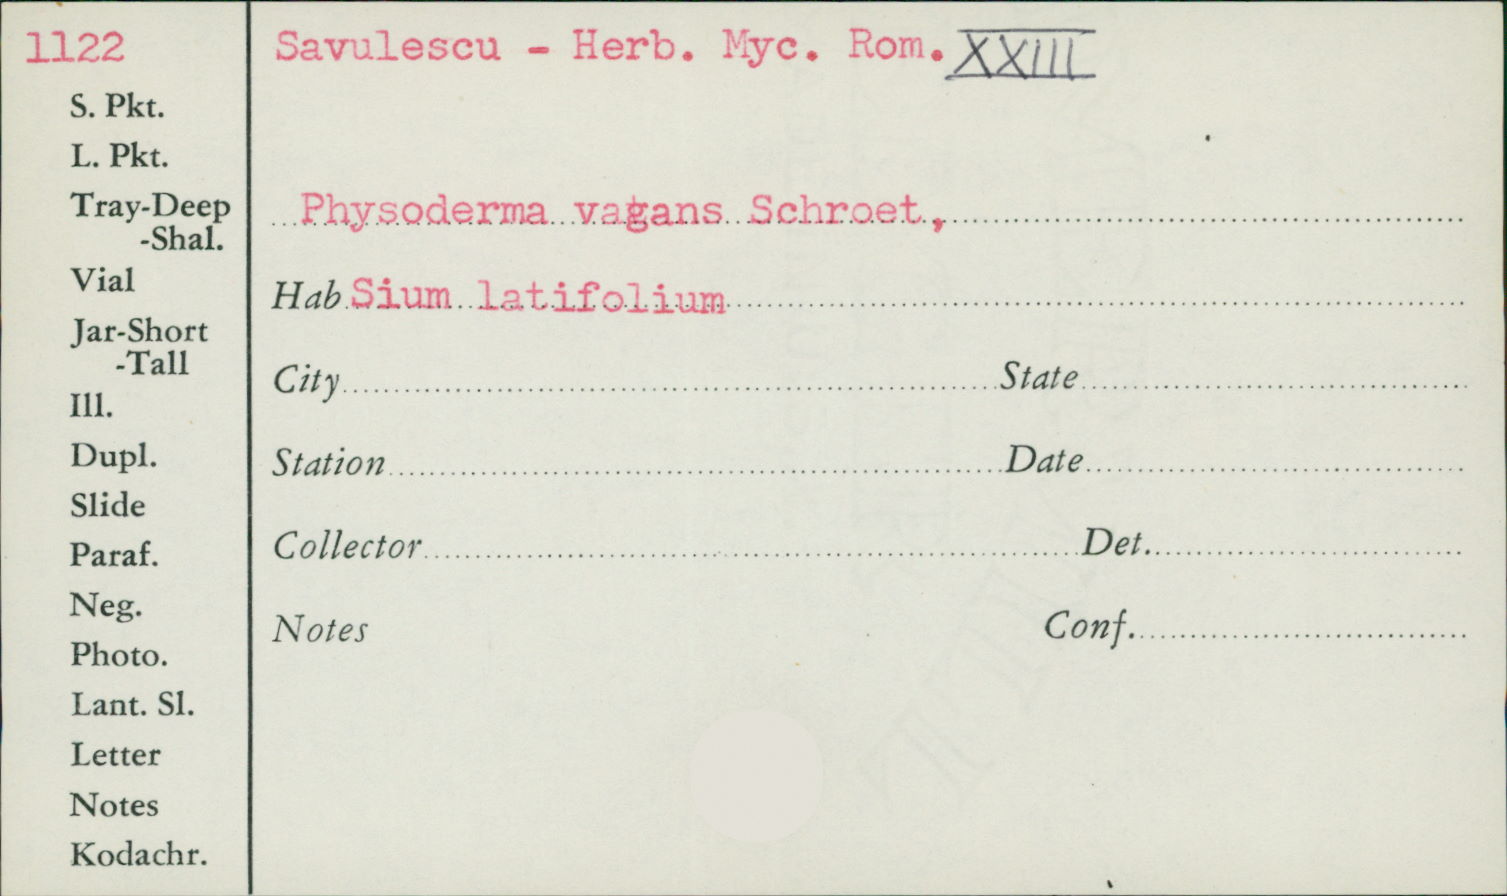 1122
Savulescu - Herb. Myc. Rom. XXIII
S. Pkt.
L. Pkt.
Tray-Deep
-Shal.
Vial
Jar-Short
-Tall
Ill.
Dupl.
Slide
Paraf.
Neg.
Photo.
Lant. Sl.
Letter
Notes
Kodachr.
Physoderma vagans Schroet,
Hab Sium latifolium
City State
Station Date
Collector Det.
Notes Conf.